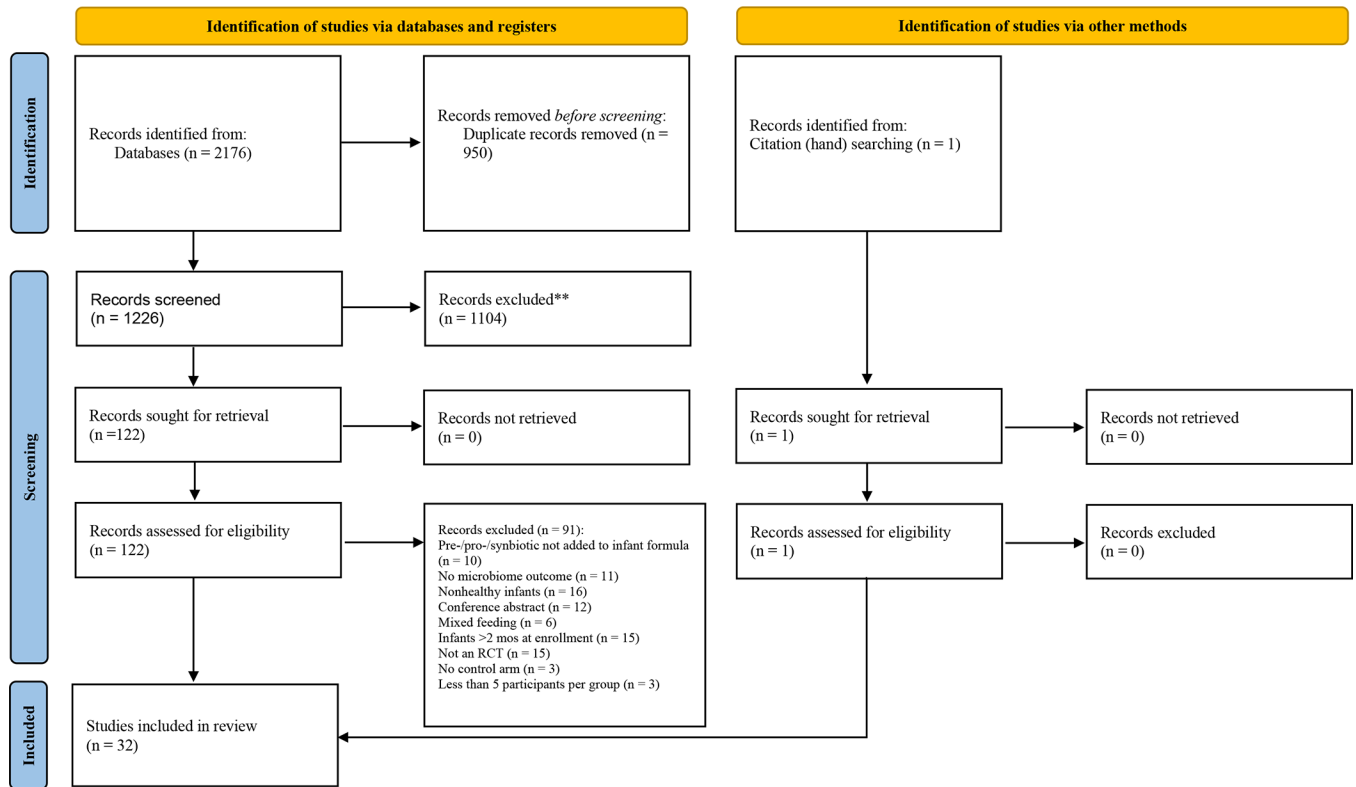 Identification of studies via databases and registers
Identification of studies via other methods
Identification
Records identified from:
Databases (n = 2176)
Records removed before screening:
Duplicate records removed (n =
950)
Records identified from:
Citation (hand) searching (n = 1)
Screening
Records screened
(n = 1226)
Records excluded**
(n = 1104)
Records sought for retrieval
(n =122)
Records not retrieved
(n = 0)
Records sought for retrieval
(n = 1)
Records not retrieved
(n = 0)
Records assessed for eligibility
(n = 122)
Records excluded (n = 91):
Pre-/pro-/synbiotic not added to infant formula
(n = 10)
No microbiome outcome (n = 11)
Nonhealthy infants (n = 16)
Conference abstract (n = 12)
Mixed feeding (n = 6)
Infants >2 mos at enrollment (n = 15)
Not an RCT (n = 15)
No control arm (n = 3)
Less than 5 participants per group (n = 3)
Records assessed for eligibility
(n = 1)
Records excluded
(n = 0)
Included
Studies included in review
(n = 32)